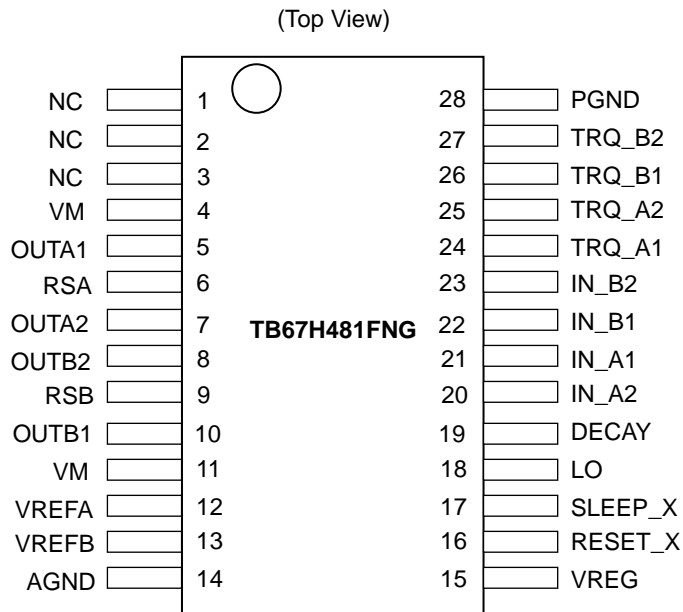 (Top View)
NC 1 28 PGND
NC 2 27 TRQ_B2
NC 3 26 TRQ_B1
VM 4 25 TRQ_A2
OUTA1 5 24 TRQ_A1
RSA 6 23 IN_B2
OUTA2 7 TB67H481FNG 22 IN_B1
OUTB2 8 21 IN_A1
RSB 9 20 IN_A2
OUTB1 10 19 DECAY
VM 11 18 LO
VREFA 12 17 SLEEP_X
VREFB 13 16 RESET_X
AGND 14 15 VREG